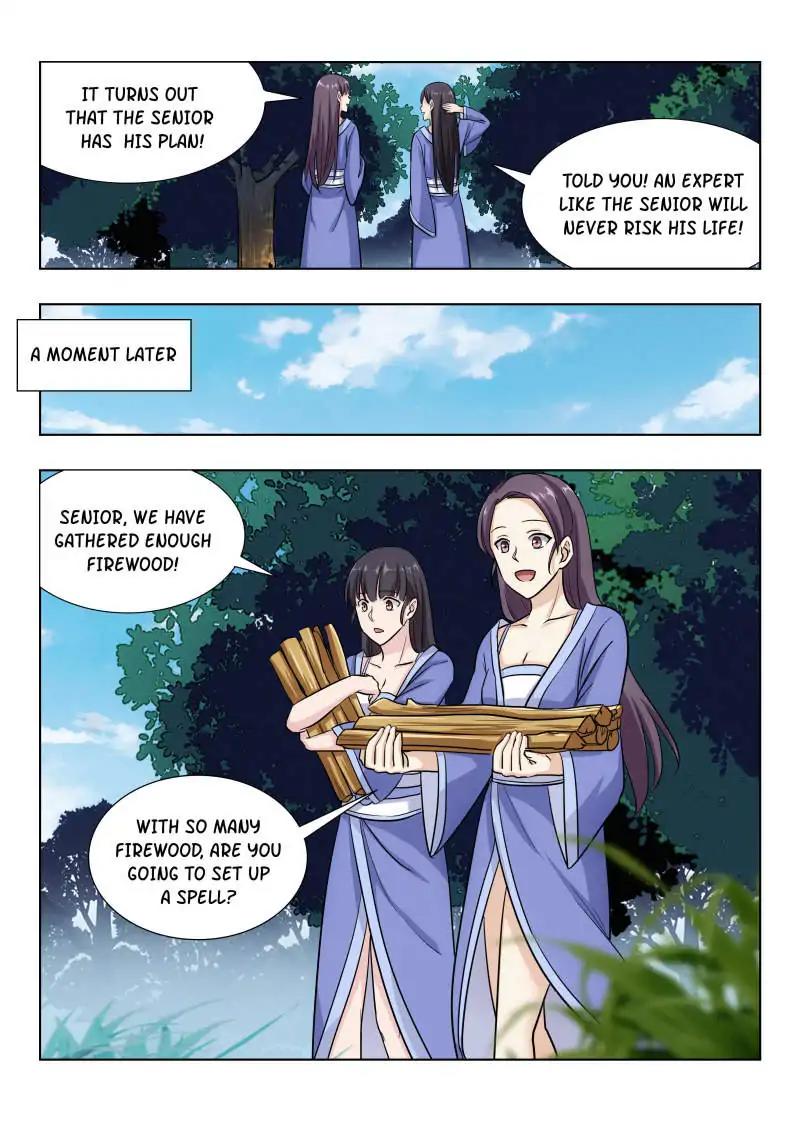 IT TURNS OUT
THAT THE SENIOR
HAS HIS PLAN!
TOLD YOU! AN EXPERT
LIKE THE SENIOR WILL
NEVER RISK HIS LIFE!
A MOMENT LATER
SENIOR, WE HAVE
GATHERED ENOUGH
FIREWOOD!
WITH SO MANY
FIREWOOD, ARE YOU
GOING TO SET UP
A SPELL?